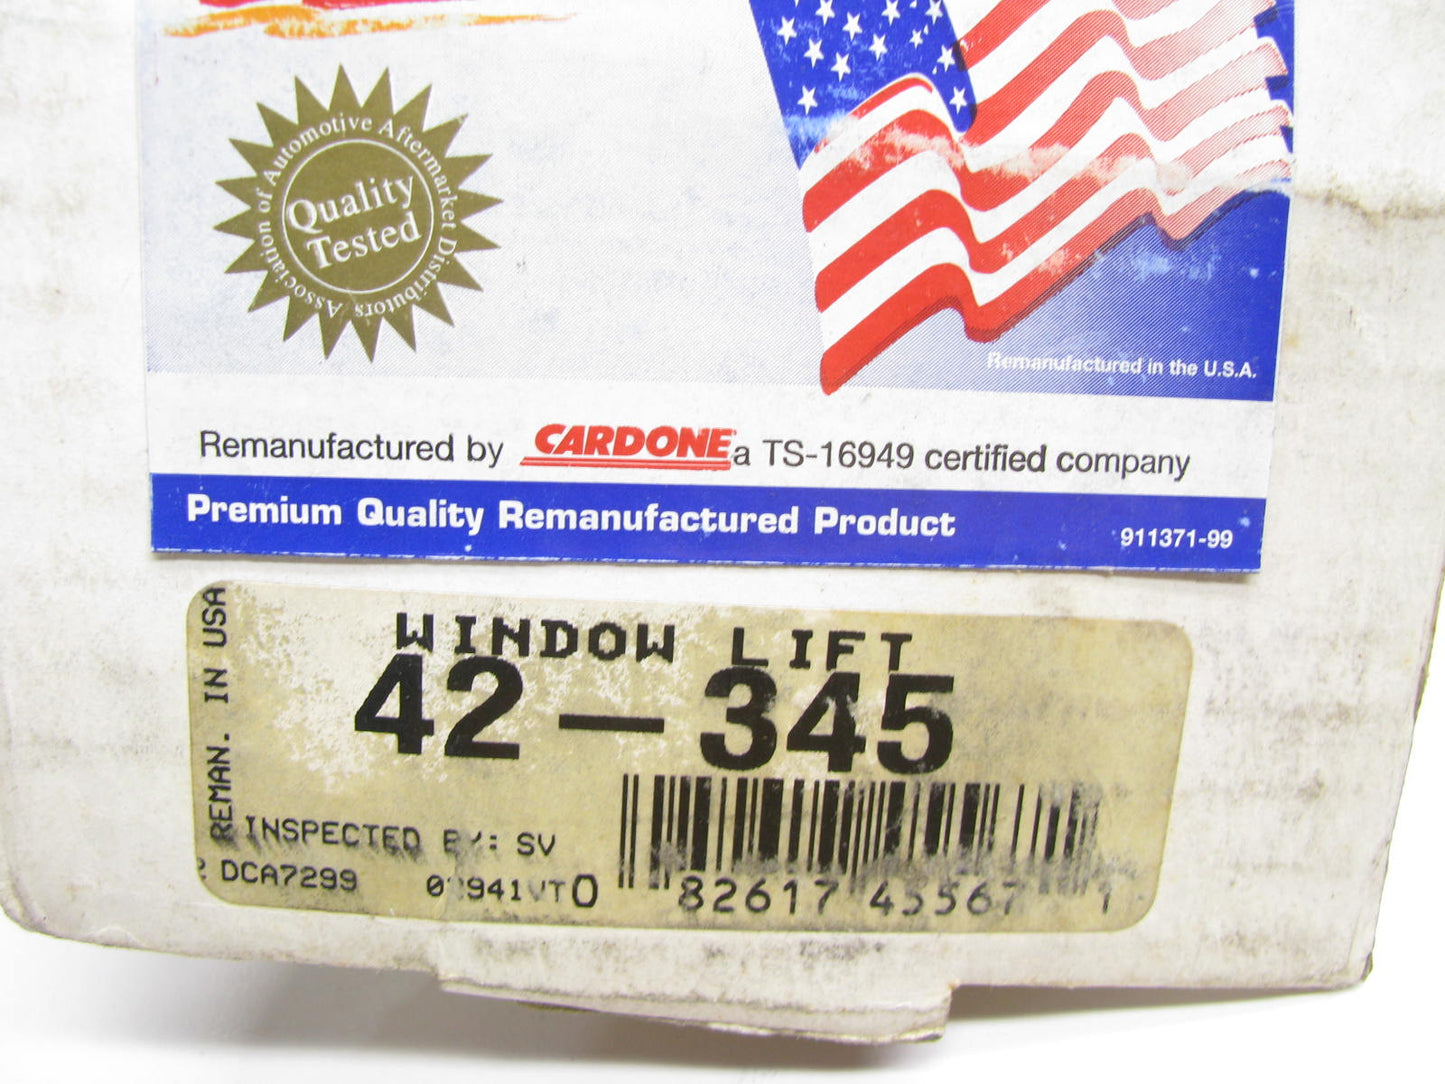 Association of Automotive Aftermarket Distributors
Quality
Tested
Remanufactured in the U.S.A.
Remanufactured by CARDONE a TS-16949 certified company
Premium Quality Remanufactured Product
911371-99
REMAN. IN USA
WINDOW LIFT
42-345
INSPECTED BY: SV
DCA7299
0 82617 45567 1